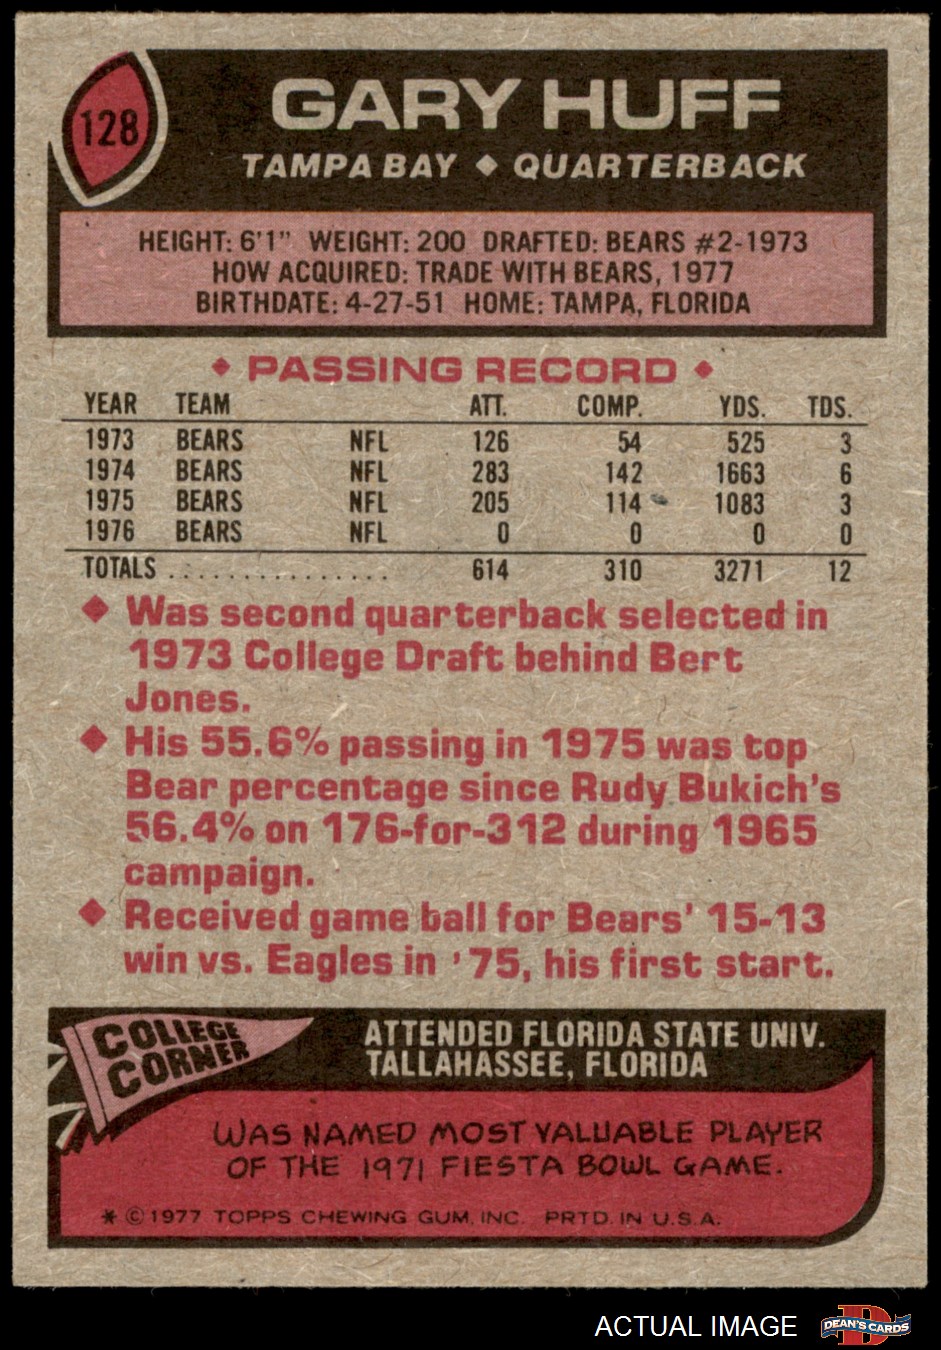 128
GARY HUFF
TAMPA BAY ◆ QUARTERBACK
HEIGHT: 6'1" WEIGHT: 200 DRAFTED: BEARS #2-1973
HOW ACQUIRED: TRADE WITH BEARS, 1977
BIRTHDATE: 4-27-51 HOME: TAMPA, FLORIDA
◆ PASSING RECORD ◆
YEAR TEAM ATT. COMP. YDS. TDS.
1973 BEARS NFL 126 54 525 3
1974 BEARS NFL 283 142 1663 6
1975 BEARS NFL 205 114 1083 3
1976 BEARS NFL 0 0 0 0
TOTALS ............... 614 310 3271 12
◆ Was second quarterback selected in
1973 College Draft behind Bert
Jones.
◆ His 55.6% passing in 1975 was top
Bear percentage since Rudy Bukich's
56.4% on 176-for-312 during 1965
campaign.
◆ Received game ball for Bears' 15-13
win vs. Eagles in '75, his first start.
COLLEGE
CORNER
ATTENDED FLORIDA STATE UNIV.
TALLAHASSEE, FLORIDA
WAS NAMED MOST VALUABLE PLAYER
OF THE 1971 FIESTA BOWL GAME.
* ©1977 TOPPS CHEWING GUM, INC. PRTD. IN U.S.A.
ACTUAL IMAGE
D
DEAN'S CARDS